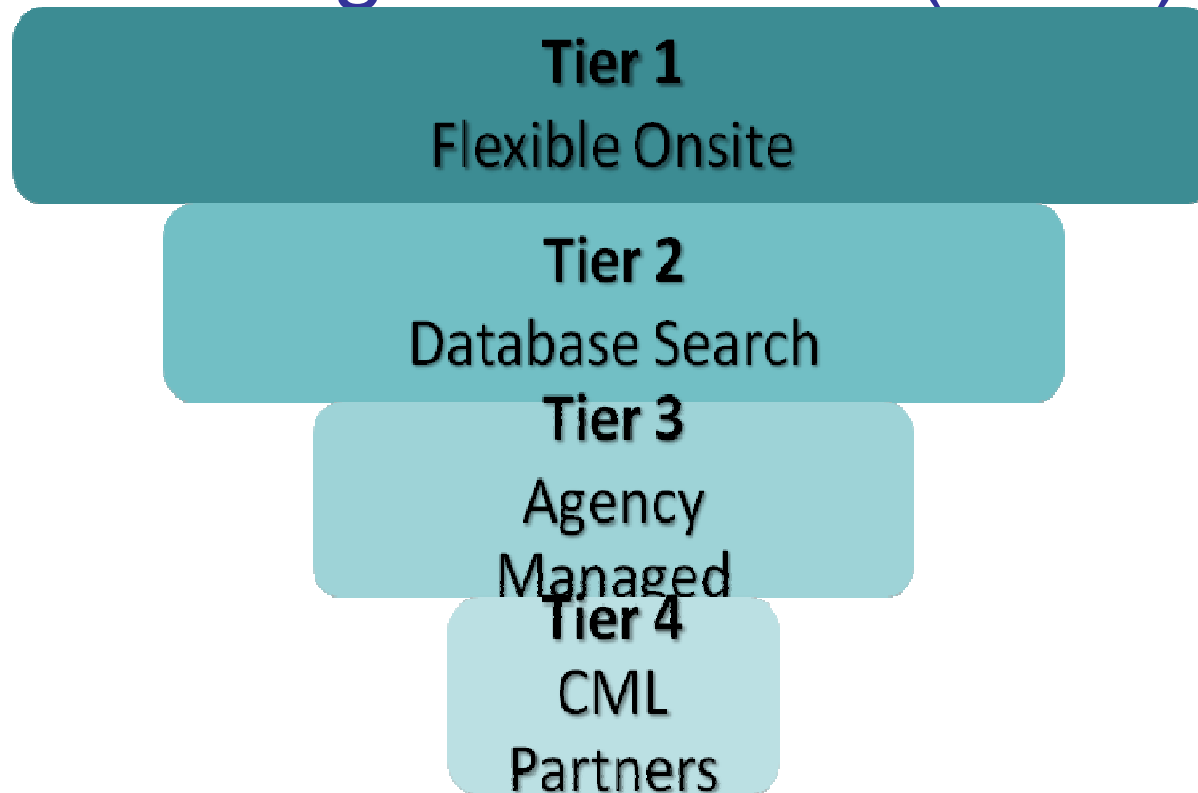 Tier 1
Flexible Onsite
Tier 2
Database Search
Tier 3
Agency
Managed
Tier 4
CML
Partners